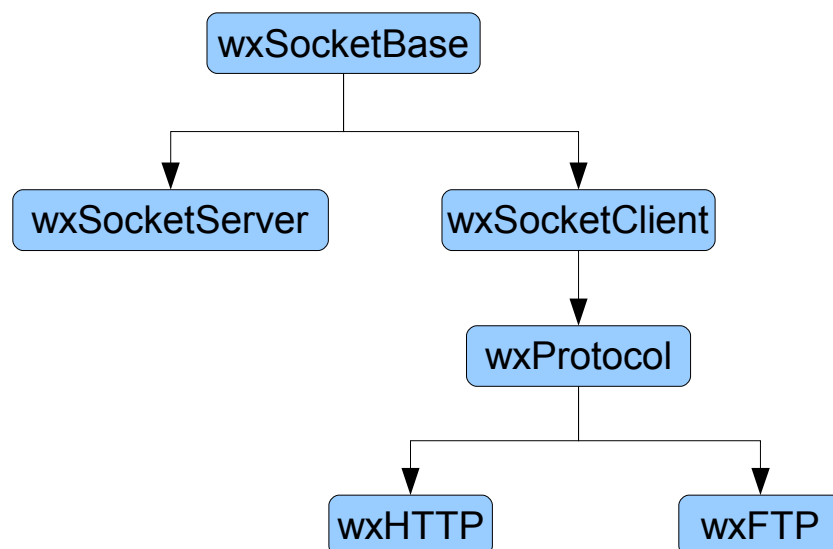 wxSocketBase
wxSocketServer
wxSocketClient
wxProtocol
wxHTTP
wxFTP